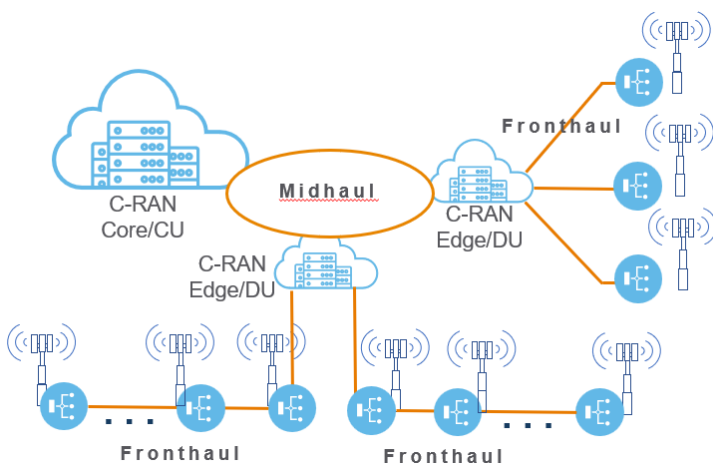 Fronthaul
Midhaul
C-RAN
Core/CU
C-RAN
Edge/DU
C-RAN
Edge/DU
. . .
. . .
Fronthaul
Fronthaul